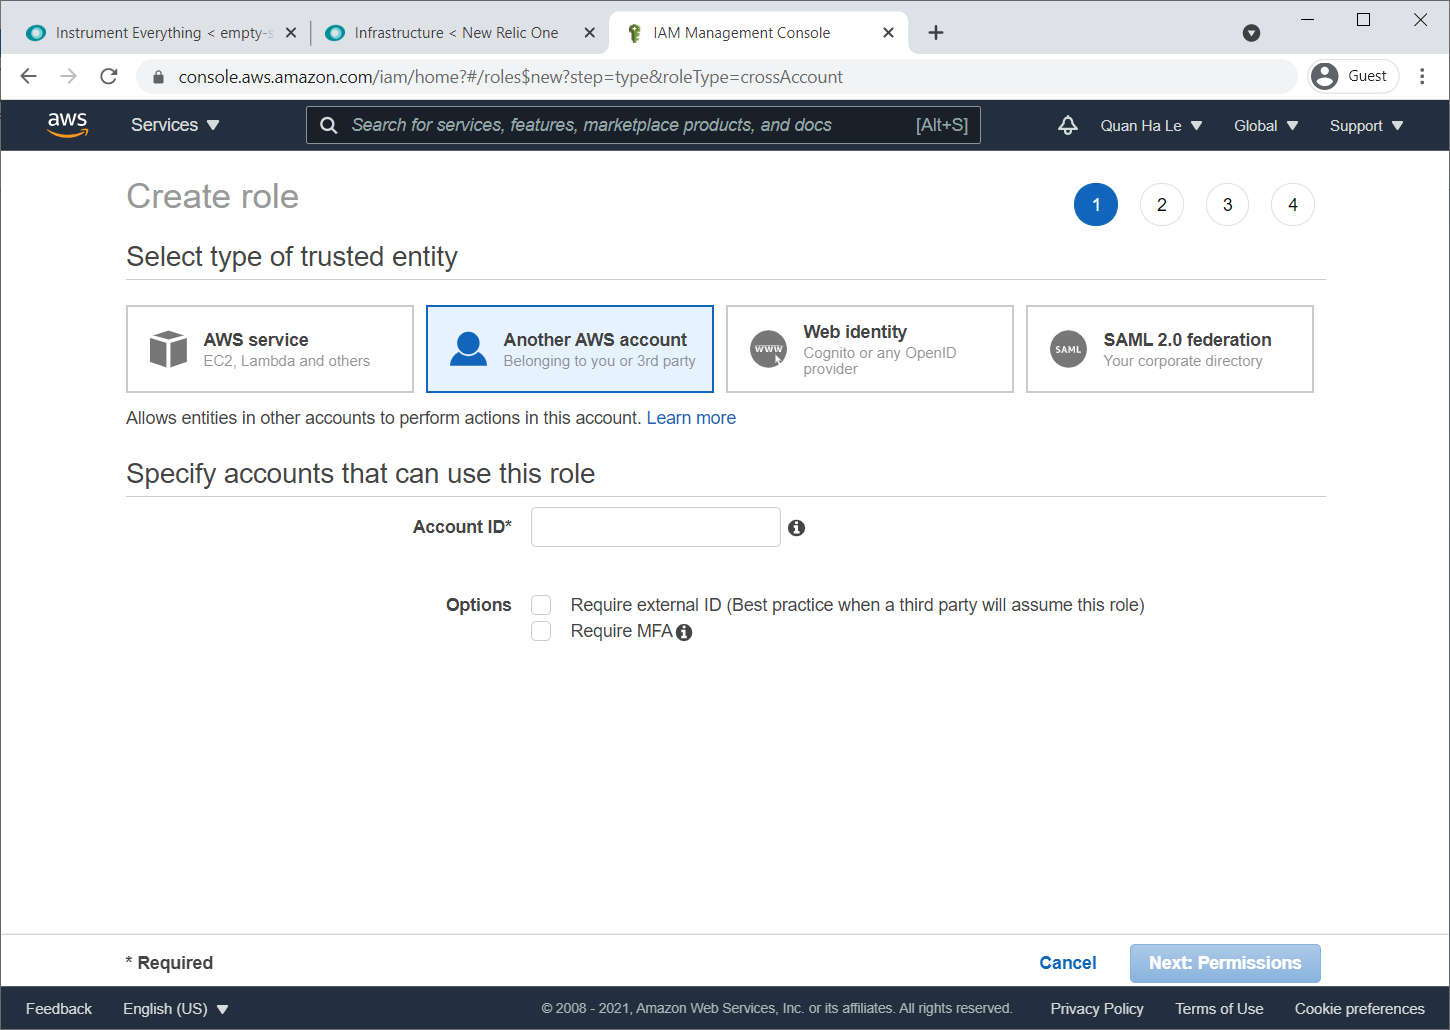 Instrument Everything < empty-s
Infrastructure < New Relic One
IAM Management Console
console.aws.amazon.com/iam/home?#/roles$new?step=type&roleType=crossAccount
Guest
aws
Services
Search for services, features, marketplace products, and docs [Alt+S]
Quan Ha Le
Global
Support
Create role
1 2 3 4
Select type of trusted entity
AWS service
EC2, Lambda and others
Another AWS account
Belonging to you or 3rd party
www
Web identity
Cognito or any OpenID
provider
SAML
SAML 2.0 federation
Your corporate directory
Allows entities in other accounts to perform actions in this account. Learn more
Specify accounts that can use this role
Account ID*
Options
Require external ID (Best practice when a third party will assume this role)
Require MFA
* Required
Cancel
Next: Permissions
Feedback
English (US)
© 2008 - 2021, Amazon Web Services, Inc. or its affiliates. All rights reserved.
Privacy Policy
Terms of Use
Cookie preferences